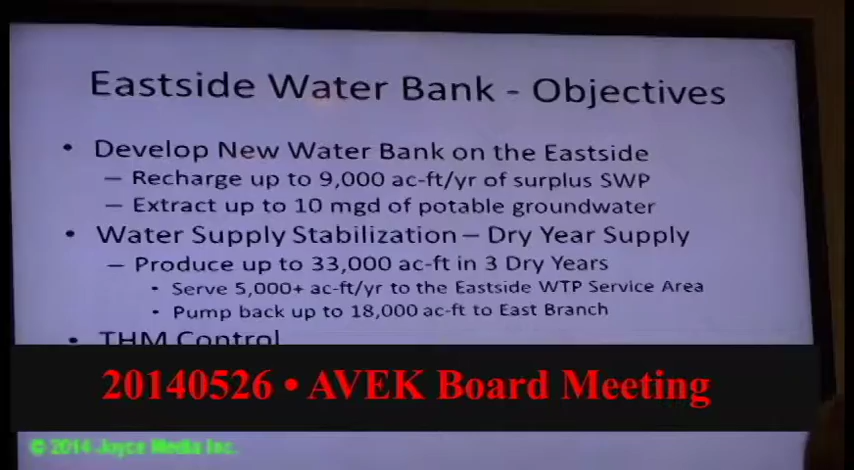 Eastside Water Bank - Objectives
• Develop New Water Bank on the Eastside
– Recharge up to 9,000 ac-ft/yr of surplus SWP
– Extract up to 10 mgd of potable groundwater
• Water Supply Stabilization – Dry Year Supply
– Produce up to 33,000 ac-ft in 3 Dry Years
• Serve 5,000+ ac-ft/yr to the Eastside WTP Service Area
• Pump back up to 18,000 ac-ft to East Branch
• THM Control
20140526 • AVEK Board Meeting
© 2014 Joyce Media Inc.